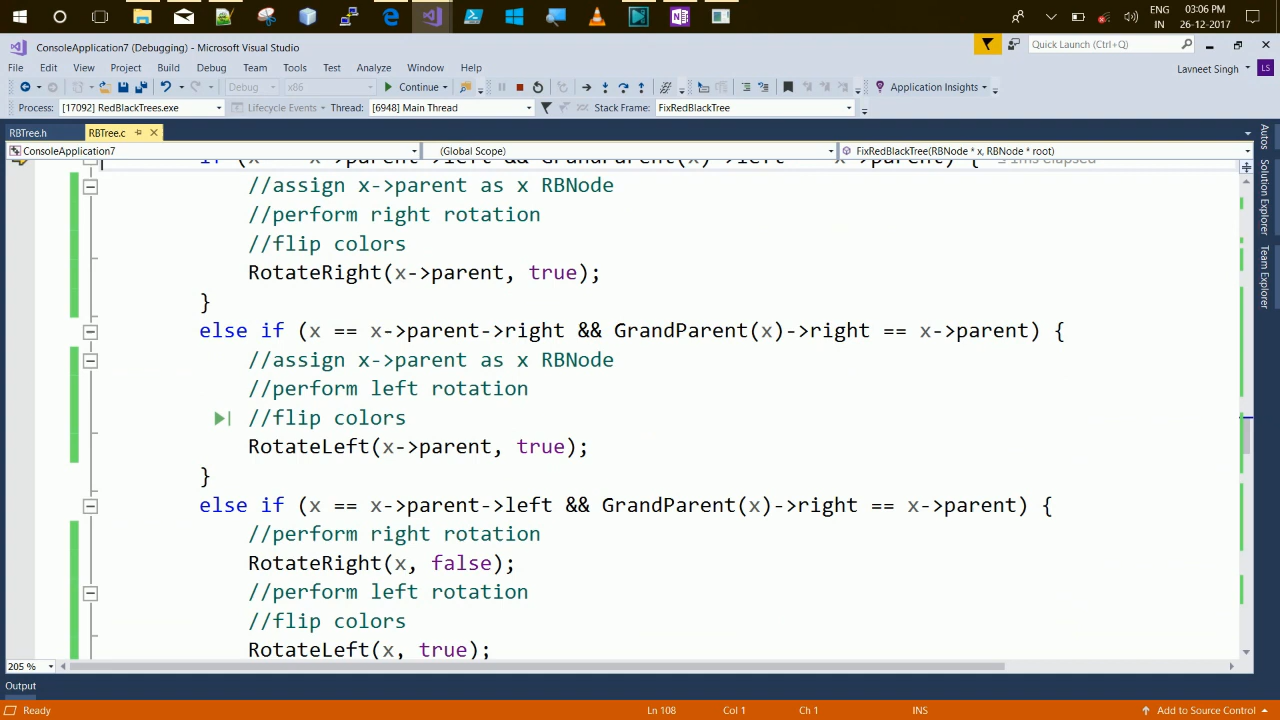 ENG
03:06 PM
IN
26-12-2017
ConsoleApplication7 (Debugging) - Microsoft Visual Studio
Quick Launch (Ctrl+Q)
File Edit View Project Build Debug Team Tools Test Analyze Window Help
Lavneet Singh LS
Debug x86 Continue Application Insights
Process: [17092] RedBlackTrees.exe Lifecycle Events Thread: [6948] Main Thread Stack Frame: FixRedBlackTree
RBTree.h RBTree.c
ConsoleApplication7 (Global Scope) FixRedBlackTree(RBNode * x, RBNode * root)
//assign x->parent as x RBNode
//perform right rotation
//flip colors
RotateRight(x->parent, true);
}
else if (x == x->parent->right && GrandParent(x)->right == x->parent) {
//assign x->parent as x RBNode
//perform left rotation
//flip colors
RotateLeft(x->parent, true);
}
else if (x == x->parent->left && GrandParent(x)->right == x->parent) {
//perform right rotation
RotateRight(x, false);
//perform left rotation
//flip colors
RotateLeft(x, true);
205 %
Autos
Solution Explorer
Team Explorer
Output
Ready Ln 108 Col 1 Ch 1 INS Add to Source Control